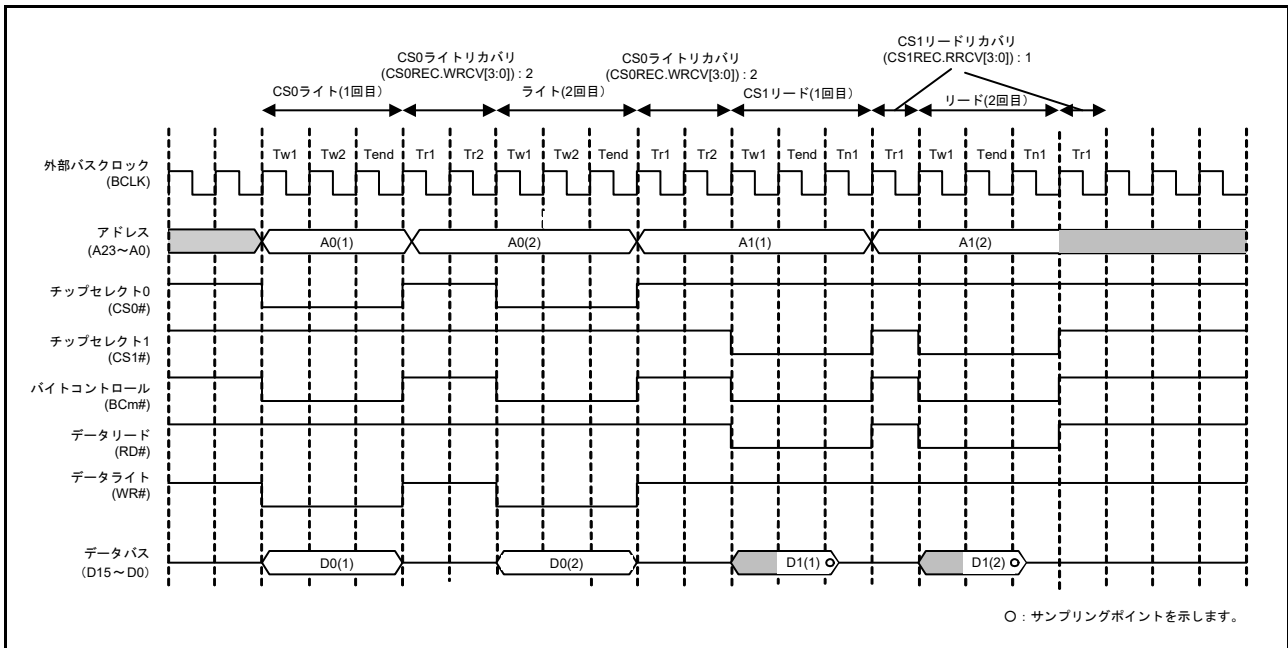 CS0ライトリカバリ
(CS0REC.WRCV[3:0]) : 2
CS0ライトリカバリ
(CS0REC.WRCV[3:0]) : 2
CS1リードリカバリ
(CS1REC.RRCV[3:0]) : 1
CS0ライト(1回目)
ライト(2回目)
CS1リード(1回目)
リード(2回目)
Tw1 Tw2 Tend Tr1 Tr2 Tw1 Tw2 Tend Tr1 Tr2 Tw1 Tend Tn1 Tr1 Tw1 Tend Tn1 Tr1
外部バスクロック
(BCLK)
アドレス
(A23~A0)
A0(1) A0(2) A1(1) A1(2)
チップセレクト0
(CS0#)
チップセレクト1
(CS1#)
バイトコントロール
(BCm#)
データリード
(RD#)
データライト
(WR#)
データバス
(D15~D0)
D0(1) D0(2) D1(1) D1(2)
○:サンプリングポイントを示します。